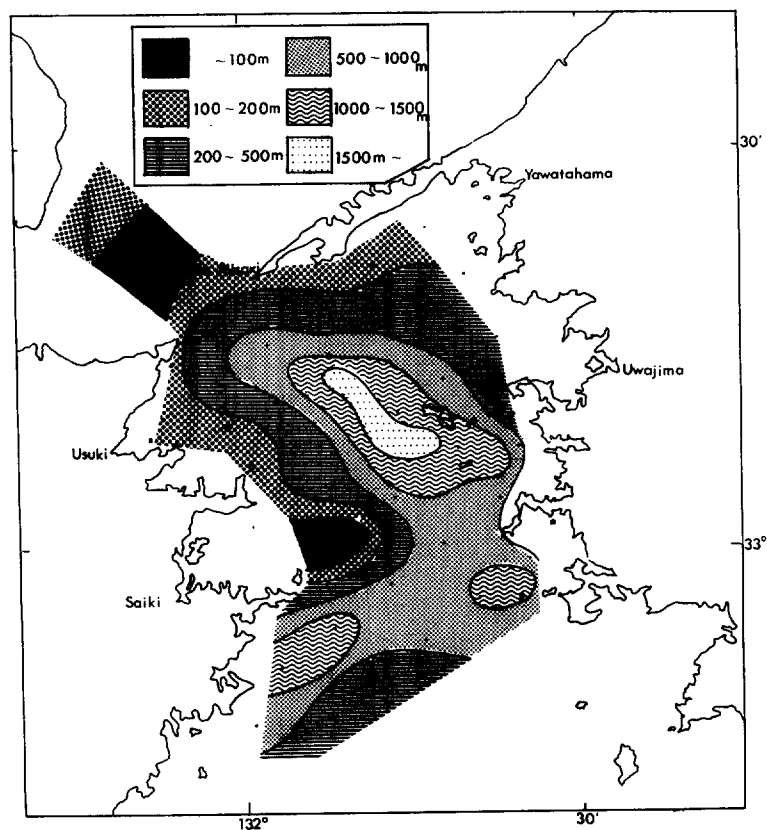 ~100m
500 ~ 1000m
100 ~ 200m
1000 ~ 1500m
200 ~ 500m
1500m ~
30'
Yawatahama
Uwajima
Usuki
33°
Saiki
132°
30'